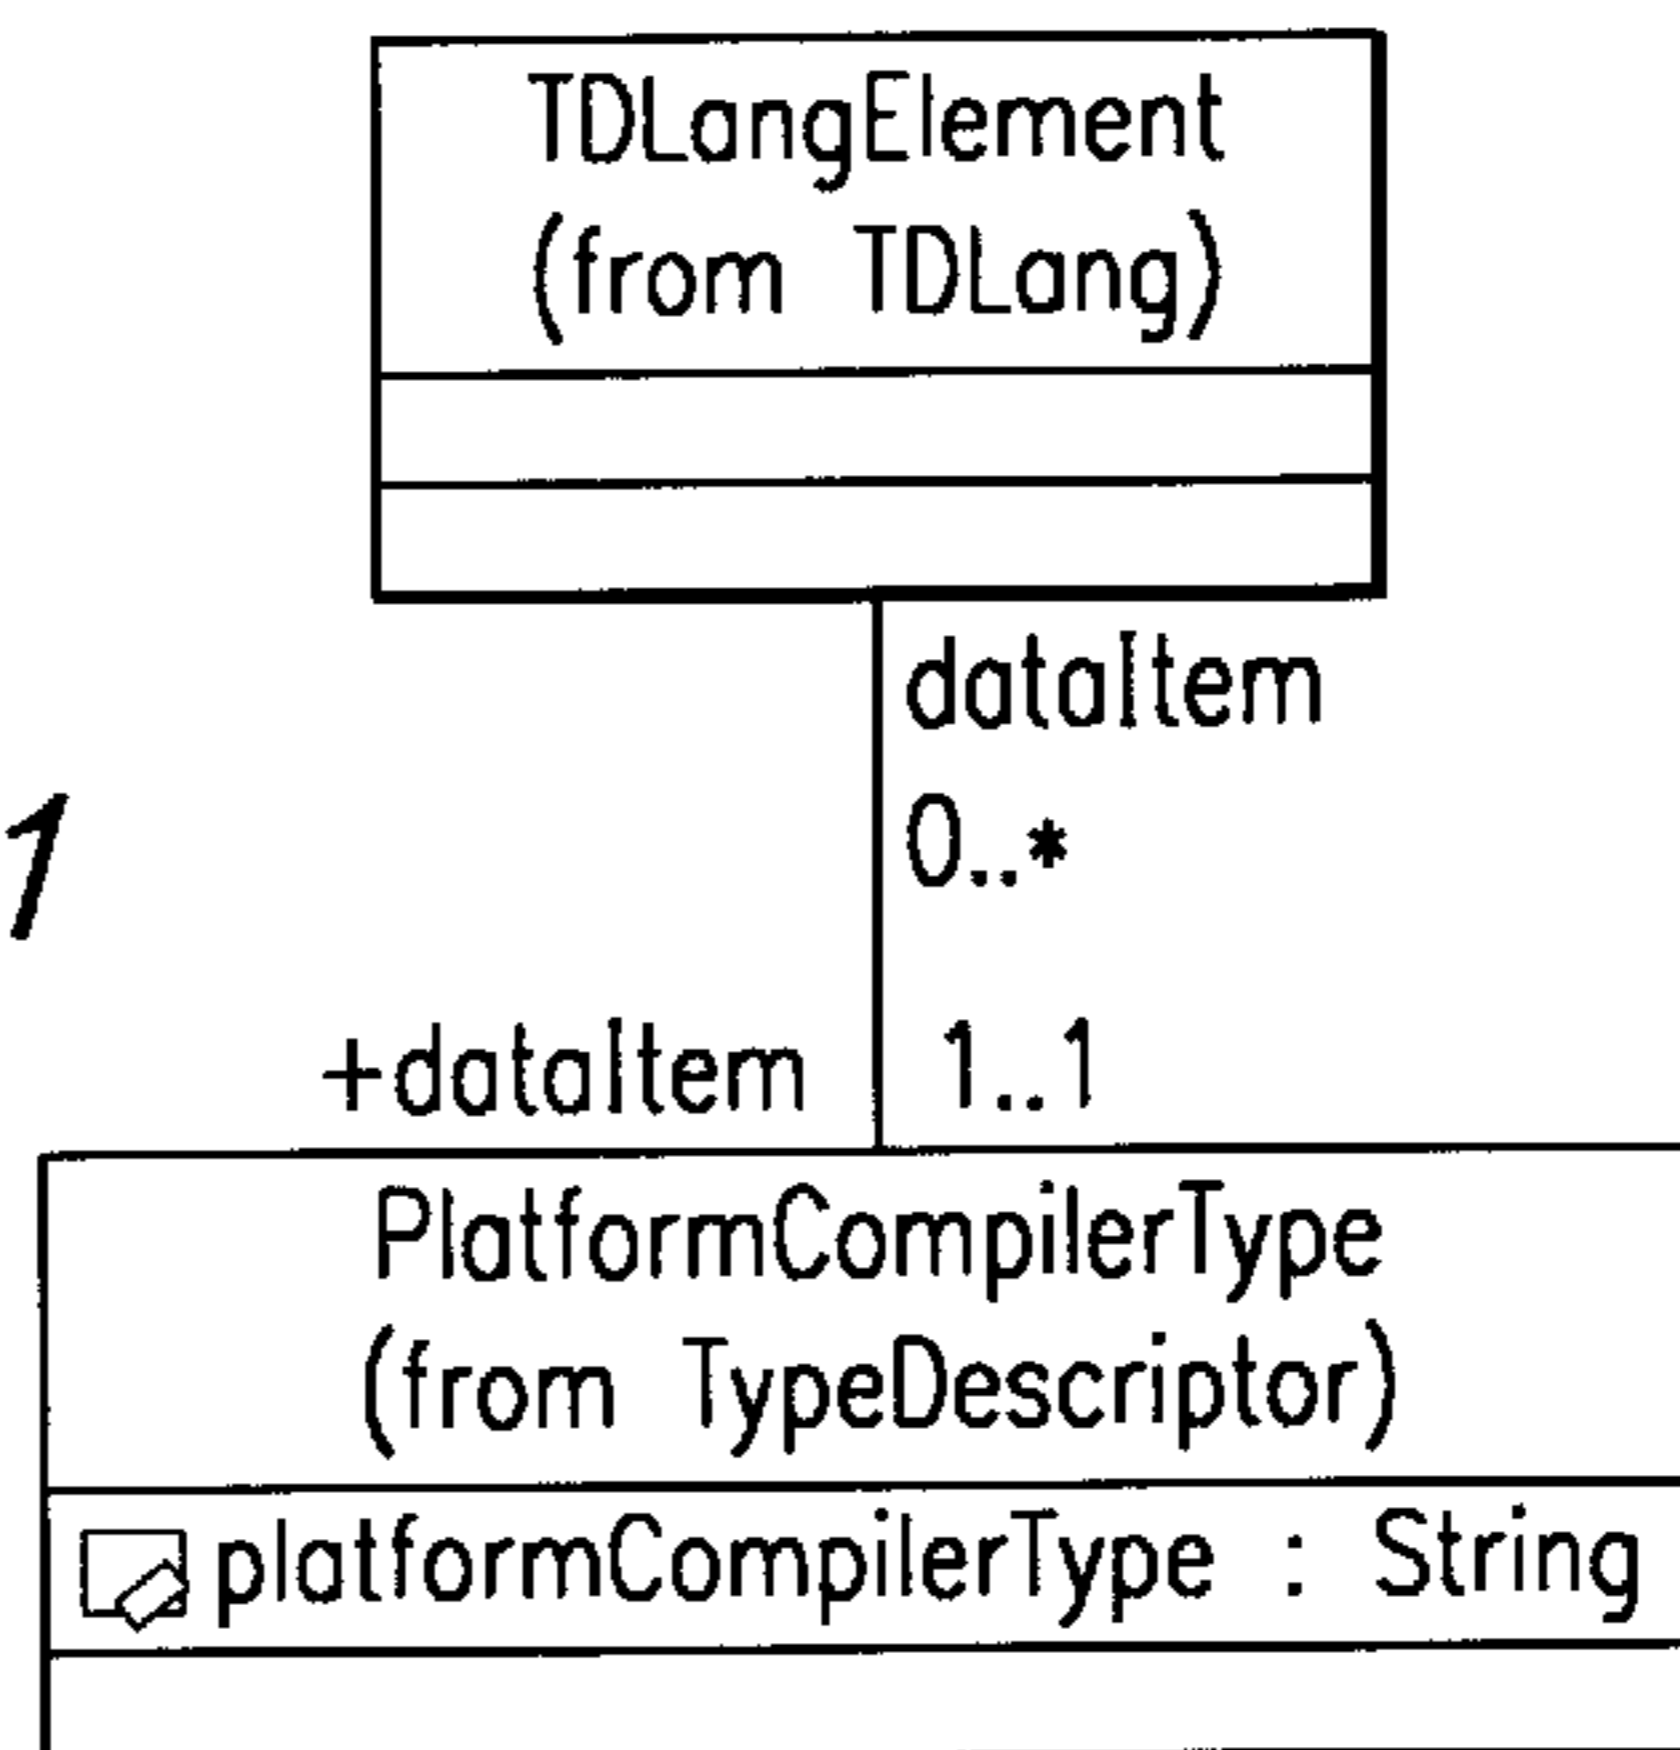 TDLangElement
(from TDLang)
dataItem
0..*
1
+dataItem 1..1
PlatformCompilerType
(from TypeDescriptor)
platformCompilerType : String